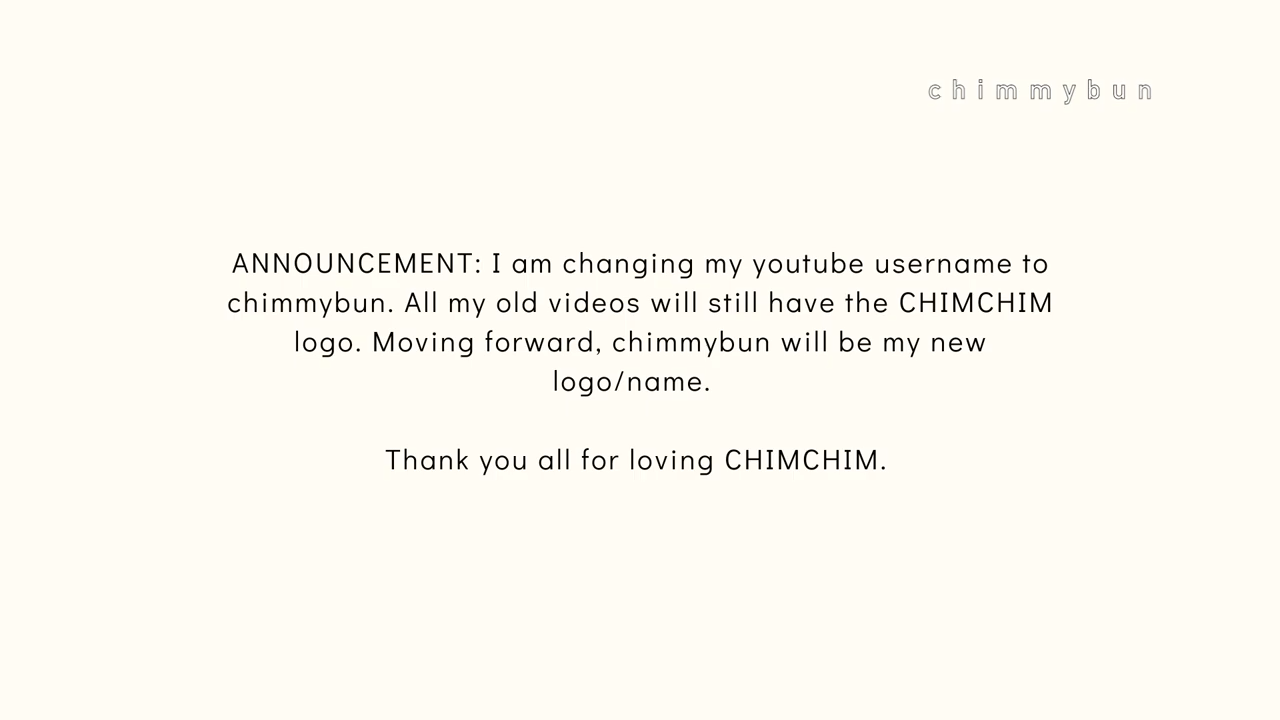 chimmybun
ANNOUNCEMENT: I am changing my youtube username to
chimmybun. All my old videos will still have the CHIMCHIM
logo. Moving forward, chimmybun will be my new
logo/name.
Thank you all for loving CHIMCHIM.